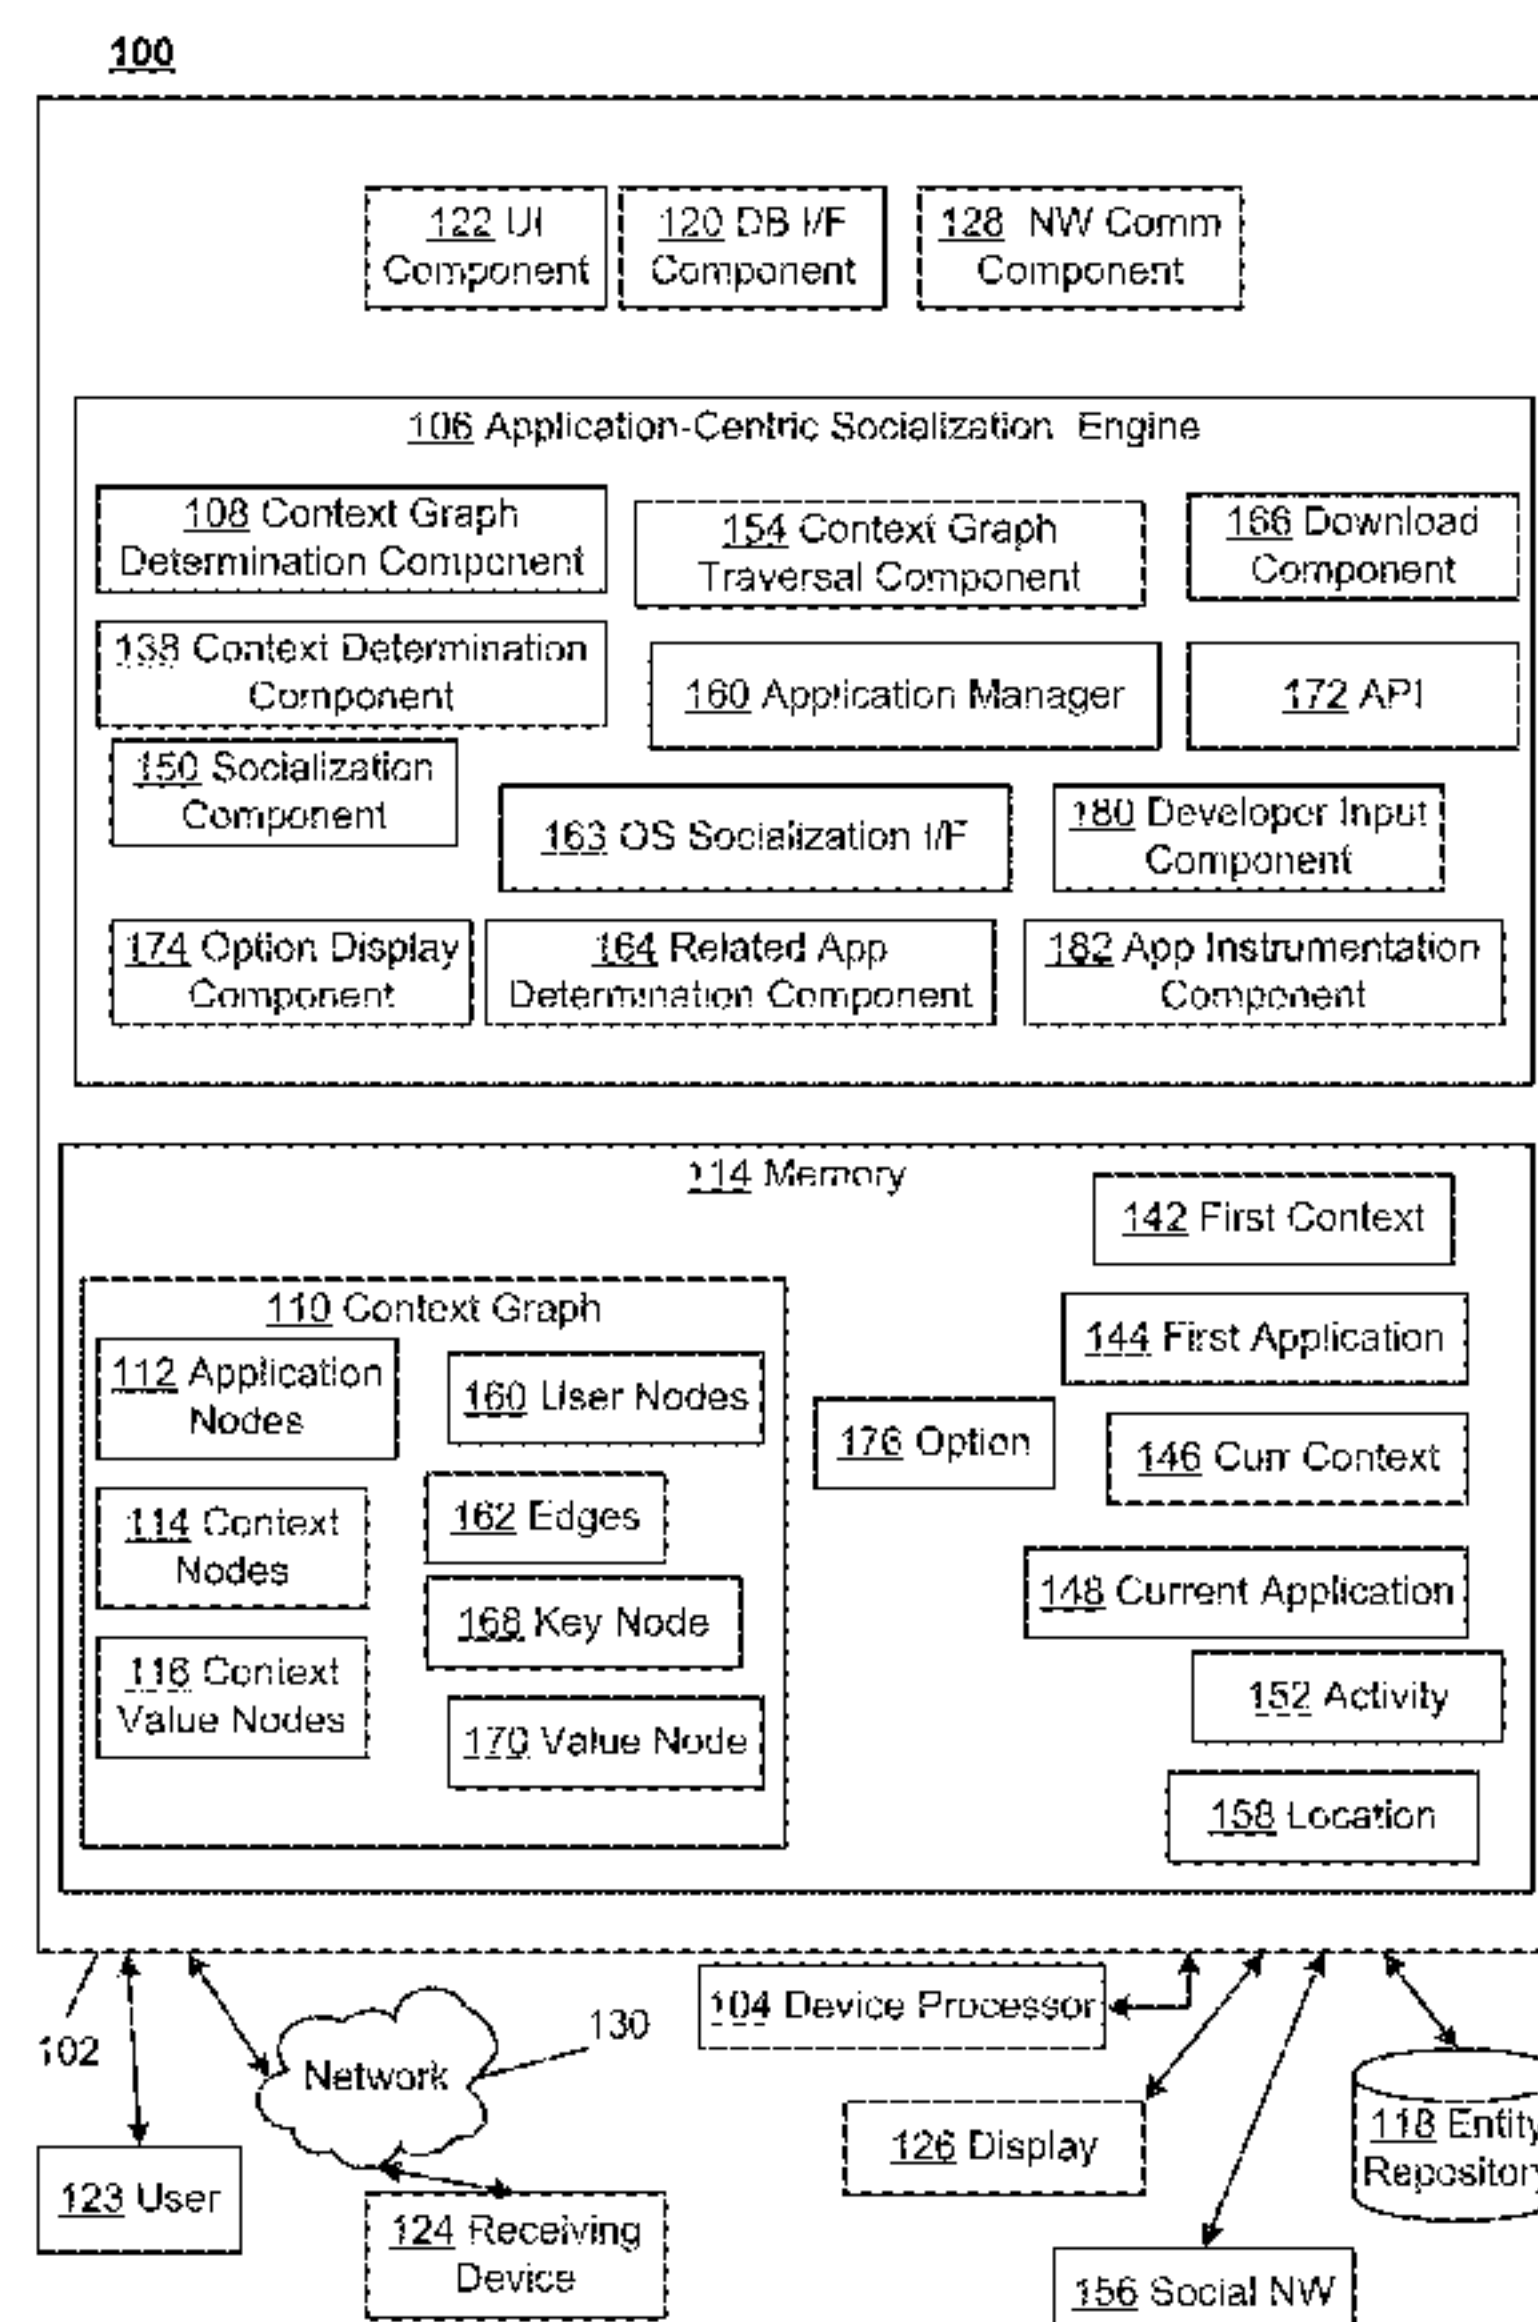 100
122 UI
Component
120 DB I/F
Component
128 NW Comm
Component
106 Application-Centric Socialization Engine
108 Context Graph
Determination Component
154 Context Graph
Traversal Component
166 Download
Component
138 Context Determination
Component
160 Application Manager
172 API
150 Socialization
Component
163 OS Socialization I/F
180 Developer Input
Component
174 Option Display
Component
164 Related App
Determination Component
182 App Instrumentation
Component
114 Memory
142 First Context
110 Context Graph
144 First Application
112 Application
Nodes
160 User Nodes
176 Option
146 Curr Context
114 Context
Nodes
162 Edges
148 Current Application
168 Key Node
116 Context
Value Nodes
152 Activity
170 Value Node
158 Location
102
Network
130
104 Device Processor
118 Entity
Repository
126 Display
123 User
124 Receiving
Device
156 Social NW